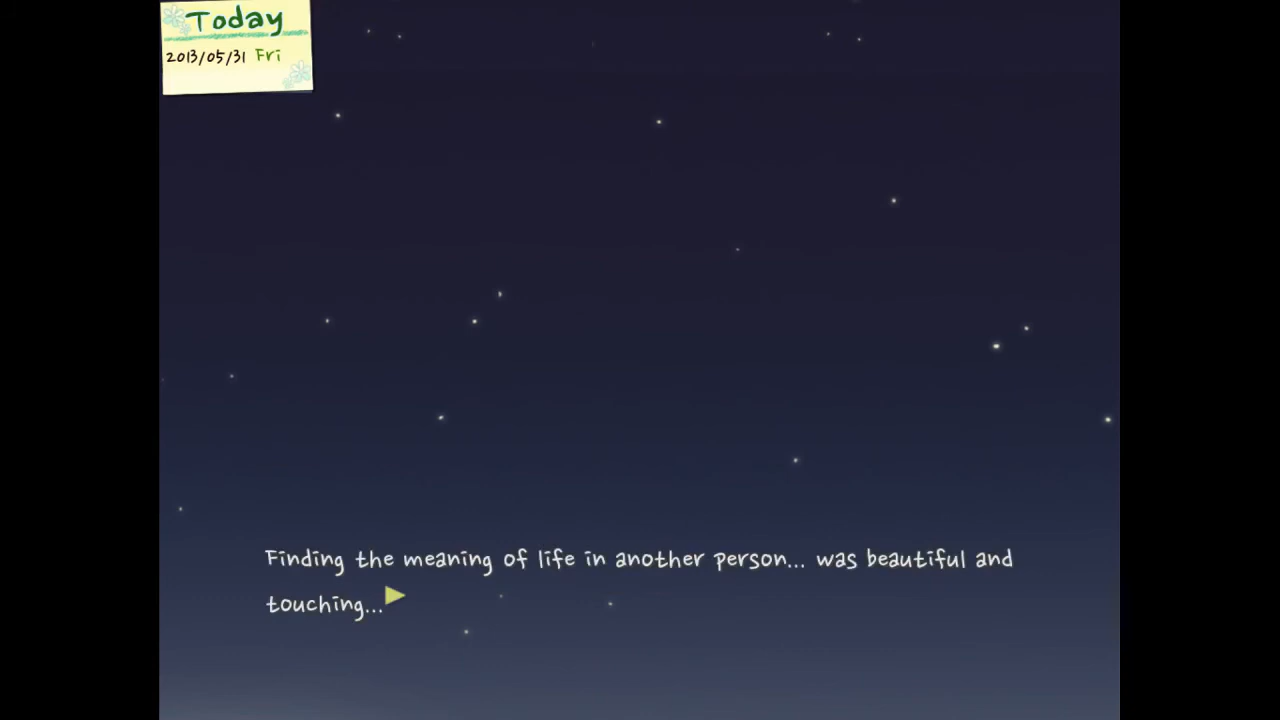 Today
2013/05/31 Fri
Finding the meaning of life in another person... was beautiful and
touching...